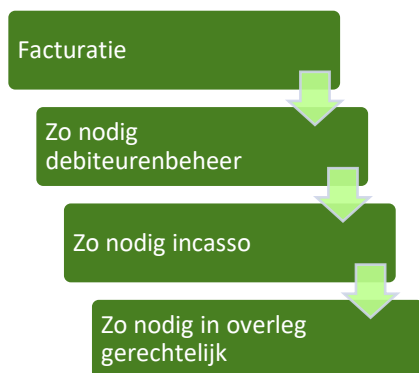 Facturatie
Zo nodig
debiteurenbeheer
Zo nodig incasso
Zo nodig in overleg
gerechtelijk